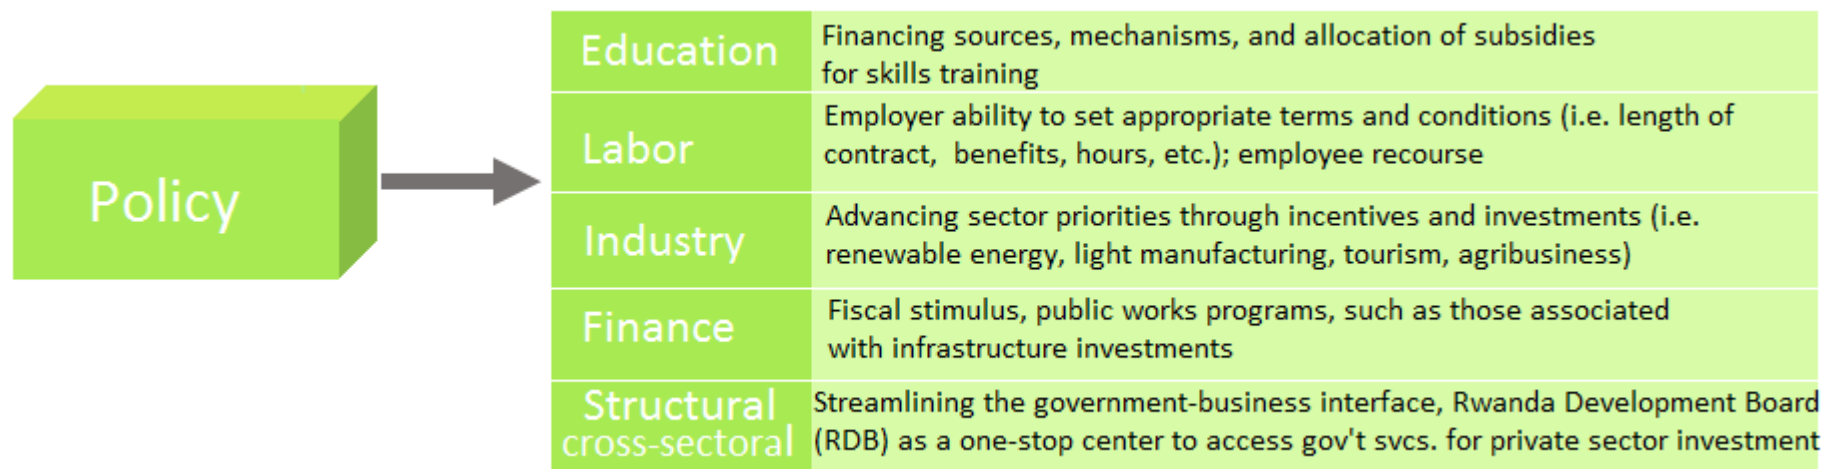 Policy
Education
Financing sources, mechanisms, and allocation of subsidies
for skills training
Labor
Employer ability to set appropriate terms and conditions (i.e. length of
contract,  benefits, hours, etc.); employee recourse
Industry
Advancing sector priorities through incentives and investments (i.e.
renewable energy, light manufacturing, tourism, agribusiness)
Finance
Fiscal stimulus, public works programs, such as those associated
with infrastructure investments
Structural
cross-sectoral
Streamlining the government-business interface, Rwanda Development Board
(RDB) as a one-stop center to access gov't svcs. for private sector investment